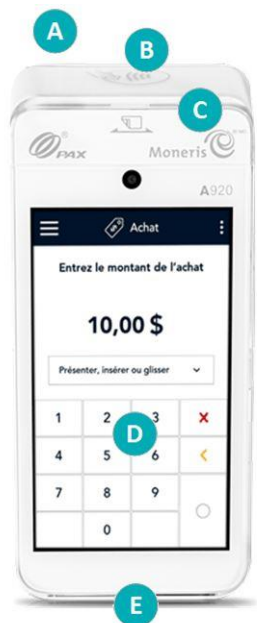 A
B
C
PAX
Moneris
A920
Achat
Entrez le montant de l'achat
10,00 $
Présenter, insérer ou glisser
1 2 3 X
4 5 6
7 8 9
0
D
E